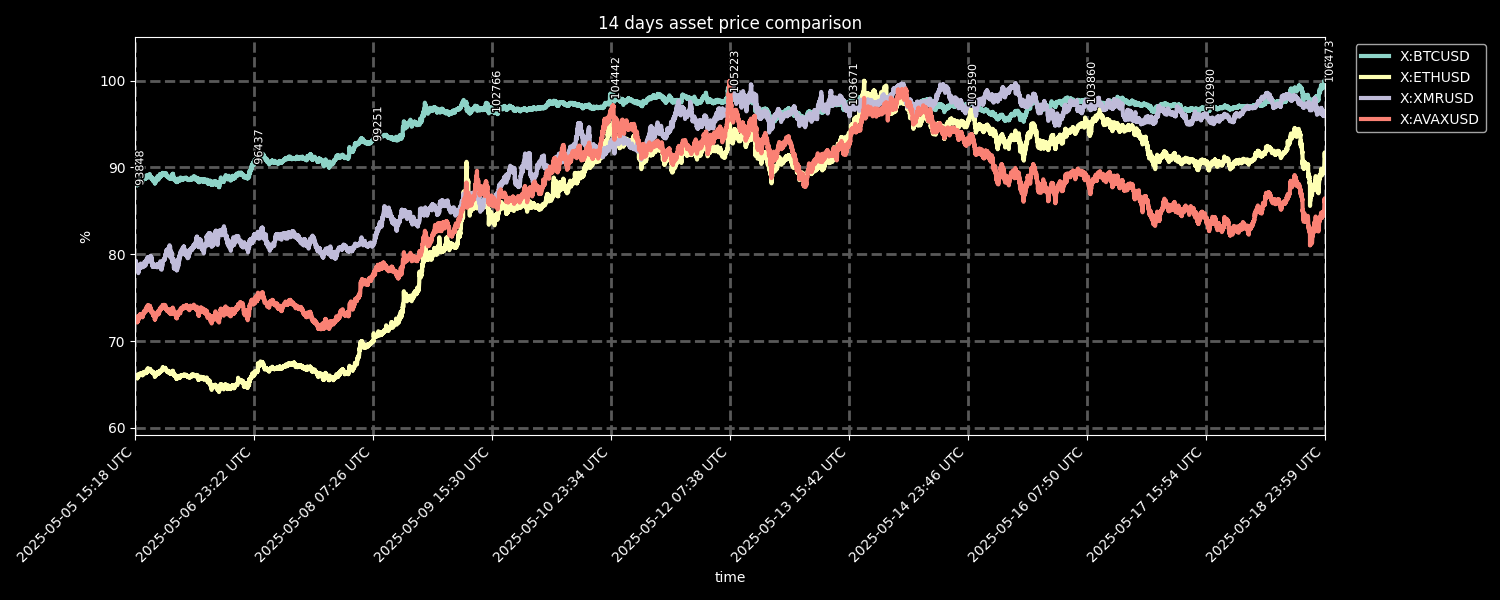 14 days asset price comparison
X:BTCUSD
X:ETHUSD
X:XMRUSD
X:AVAXUSD
100
90
80
70
60
%
93848
96437
99251
102766
104442
105223
103671
103590
103860
102980
106473
2025-05-05 15:18 UTC
2025-05-06 23:22 UTC
2025-05-08 07:26 UTC
2025-05-09 15:30 UTC
2025-05-10 23:34 UTC
2025-05-12 07:38 UTC
2025-05-13 15:42 UTC
2025-05-14 23:46 UTC
2025-05-16 07:50 UTC
2025-05-17 15:54 UTC
2025-05-18 23:59 UTC
time